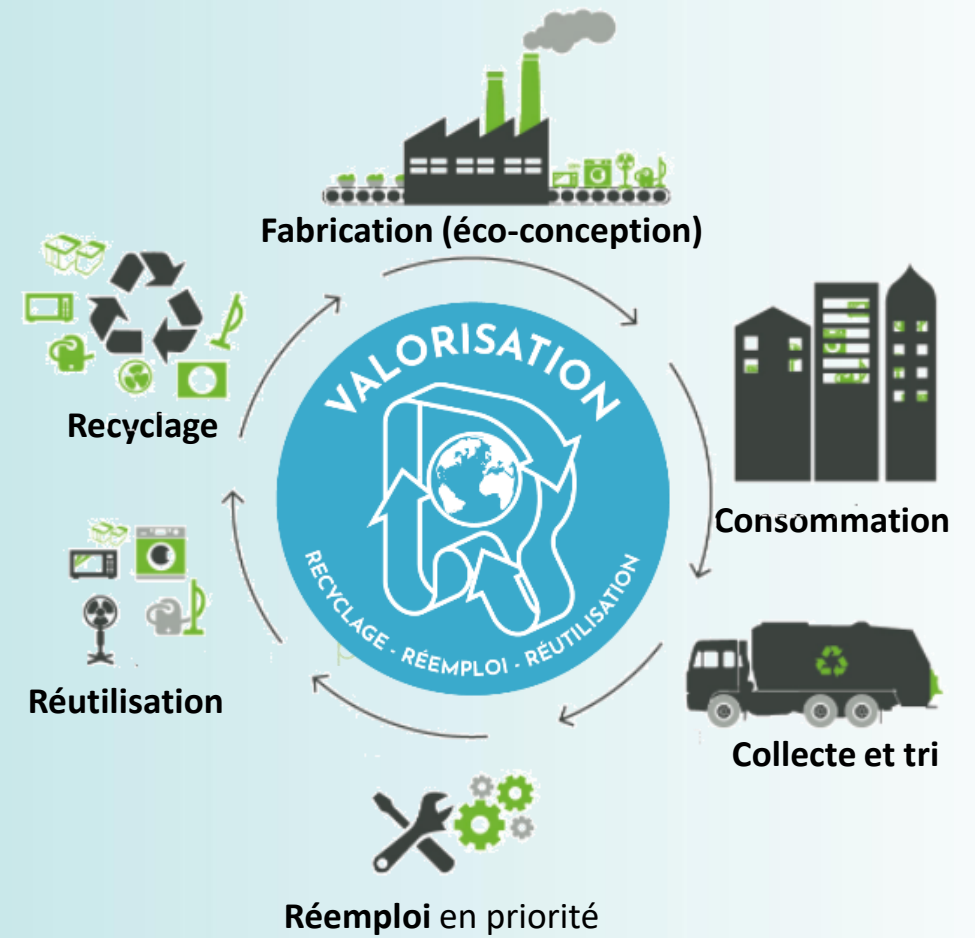 Fabrication (éco-conception)
VALORISATION
RECYCLAGE - RÉEMPLOI - RÉUTILISATION
Consommation
Collecte et tri
Réemploi en priorité
Réutilisation
Recyclage